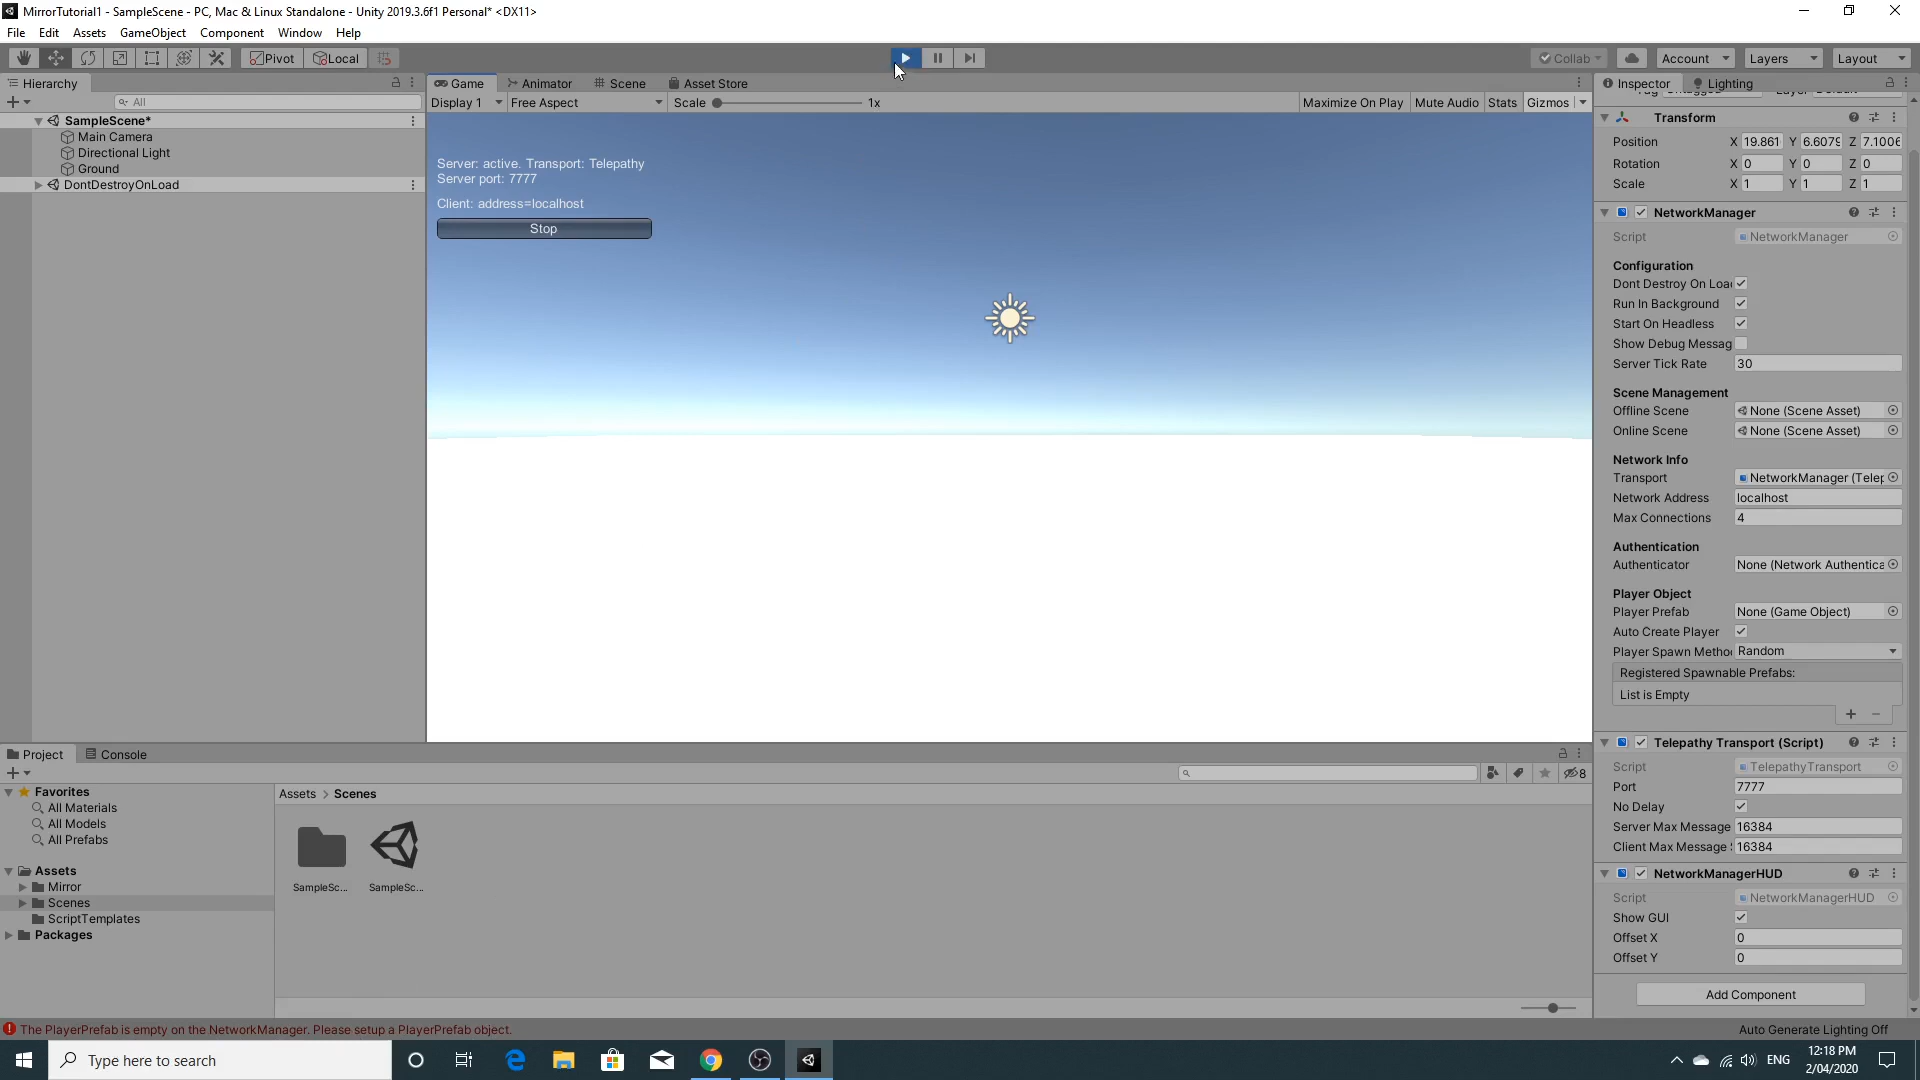 MirrorTutorial1 - SampleScene - PC, Mac & Linux Standalone - Unity 2019.3.6f1 Personal* <DX11>
File Edit Assets GameObject Component Window Help
Pivot Local Collab Account Layers Layout
Hierarchy
All
SampleScene*
Main Camera
Directional Light
Ground
DontDestroyOnLoad
Game Animator Scene Asset Store
Display 1 Free Aspect Scale 1x Maximize On Play Mute Audio Stats Gizmos
Server: active. Transport: Telepathy
Server port: 7777
Client: address=localhost
Stop
Inspector Lighting
Transform
Position X 19.861 Y 6.6079 Z 7.1006
Rotation X 0 Y 0 Z 0
Scale X 1 Y 1 Z 1
NetworkManager
Script NetworkManager
Configuration
Dont Destroy On Loa
Run In Background
Start On Headless
Show Debug Messag
Server Tick Rate 30
Scene Management
Offline Scene None (Scene Asset)
Online Scene None (Scene Asset)
Network Info
Transport NetworkManager (Telep
Network Address localhost
Max Connections 4
Authentication
Authenticator None (Network Authentica
Player Object
Player Prefab None (Game Object)
Auto Create Player
Player Spawn Metho Random
Registered Spawnable Prefabs:
List is Empty
Telepathy Transport (Script)
Script TelepathyTransport
Port 7777
No Delay
Server Max Message 16384
Client Max Message 16384
NetworkManagerHUD
Script NetworkManagerHUD
Show GUI
Offset X 0
Offset Y 0
Add Component
Project Console
8
Favorites
All Materials
All Models
All Prefabs
Assets
Mirror
Scenes
ScriptTemplates
Packages
Assets > Scenes
SampleSc... SampleSc...
The PlayerPrefab is empty on the NetworkManager. Please setup a PlayerPrefab object.
Auto Generate Lighting Off
Type here to search
ENG
12:18 PM
2/04/2020